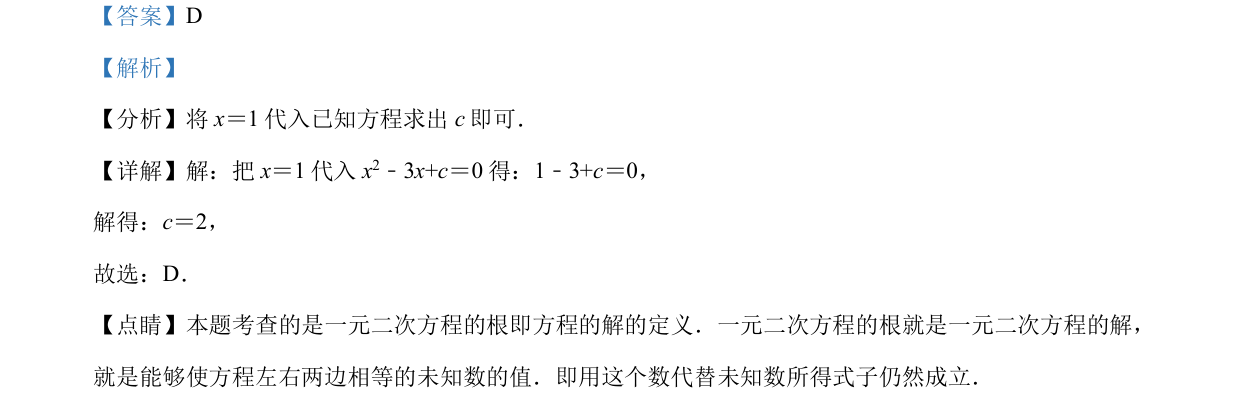 【答案】D
【解析】
【分析】将 x＝1 代入已知方程求出 c 即可．
【详解】解：把 x＝1 代入 x²﹣3x+c＝0 得：1﹣3+c＝0，
解得：c＝2，
故选：D．
【点睛】本题考查的是一元二次方程的根即方程的解的定义．一元二次方程的根就是一元二次方程的解，
就是能够使方程左右两边相等的未知数的值．即用这个数代替未知数所得式子仍然成立．